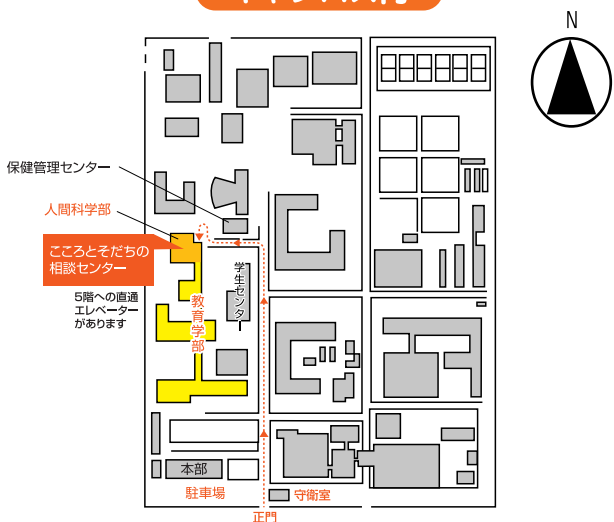 N
保健管理センター
人間科学部
こころとそだちの
相談センター
5階への直通
エレベーター
があります
教育学部
学生センター
本部
駐車場
守衛室
正門